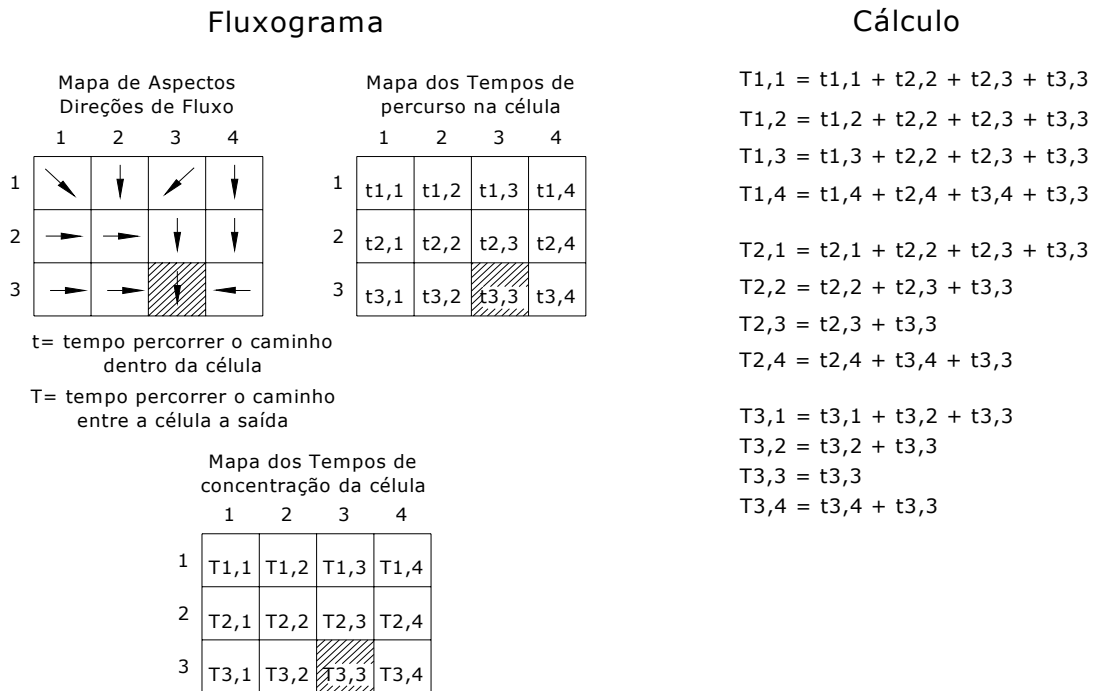 Fluxograma
Mapa de Aspectos
Direções de Fluxo
1 2 3 4
1
2
3
Mapa dos Tempos de
percurso na célula
1 2 3 4
1 t1,1 t1,2 t1,3 t1,4
2 t2,1 t2,2 t2,3 t2,4
3 t3,1 t3,2 t3,3 t3,4
t= tempo percorrer o caminho
dentro da célula
T= tempo percorrer o caminho
entre a célula a saída
Mapa dos Tempos de
concentração da célula
1 2 3 4
1 T1,1 T1,2 T1,3 T1,4
2 T2,1 T2,2 T2,3 T2,4
3 T3,1 T3,2 T3,3 T3,4
Cálculo
T1,1 = t1,1 + t2,2 + t2,3 + t3,3
T1,2 = t1,2 + t2,2 + t2,3 + t3,3
T1,3 = t1,3 + t2,2 + t2,3 + t3,3
T1,4 = t1,4 + t2,4 + t3,4 + t3,3
T2,1 = t2,1 + t2,2 + t2,3 + t3,3
T2,2 = t2,2 + t2,3 + t3,3
T2,3 = t2,3 + t3,3
T2,4 = t2,4 + t3,4 + t3,3
T3,1 = t3,1 + t3,2 + t3,3
T3,2 = t3,2 + t3,3
T3,3 = t3,3
T3,4 = t3,4 + t3,3